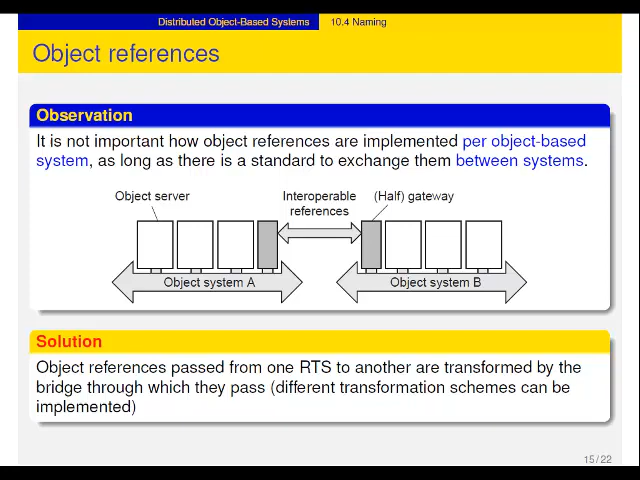 Distributed Object-Based Systems 10.4 Naming
Object references
Observation
It is not important how object references are implemented per object-based
system, as long as there is a standard to exchange them between systems.
Object server
Interoperable
references
(Half) gateway
Object system A
Object system B
Solution
Object references passed from one RTS to another are transformed by the
bridge through which they pass (different transformation schemes can be
implemented)
15 / 22